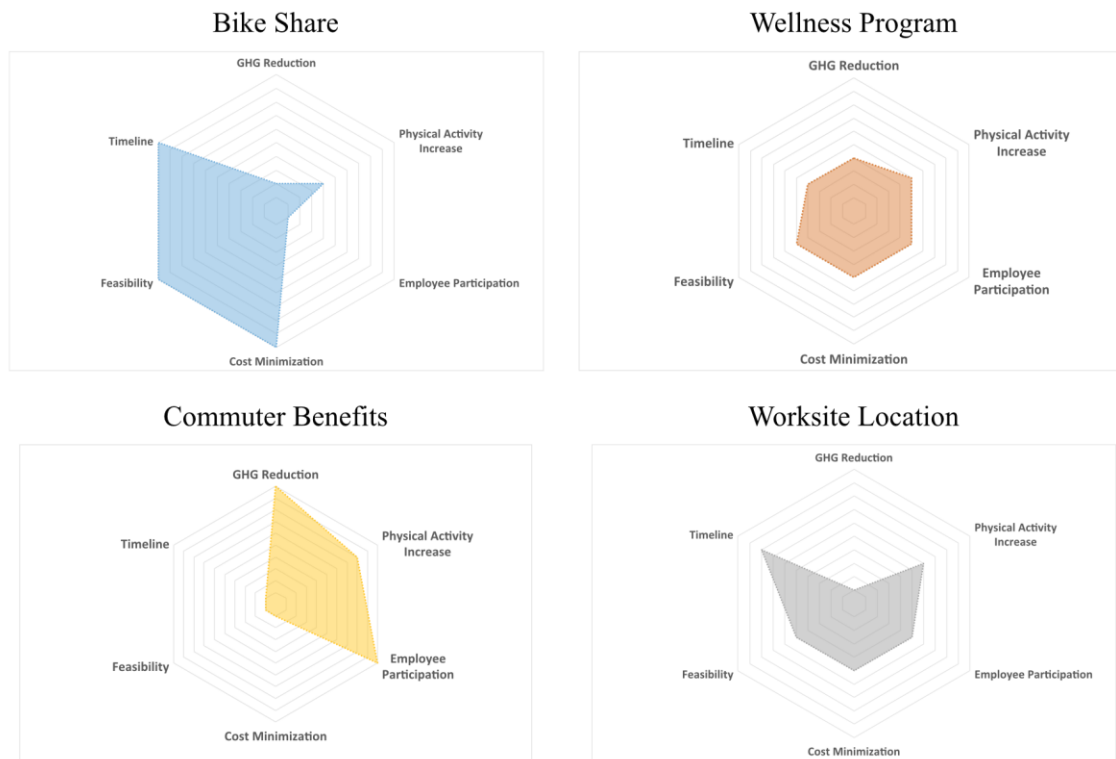 Bike Share
GHG Reduction
Physical Activity
Increase
Employee Participation
Cost Minimization
Feasibility
Timeline
Wellness Program
GHG Reduction
Physical Activity
Increase
Employee
Participation
Cost Minimization
Feasibility
Timeline
Commuter Benefits
GHG Reduction
Physical Activity
Increase
Employee
Participation
Cost Minimization
Feasibility
Timeline
Worksite Location
GHG Reduction
Physical Activity
Increase
Employee Participation
Cost Minimization
Feasibility
Timeline